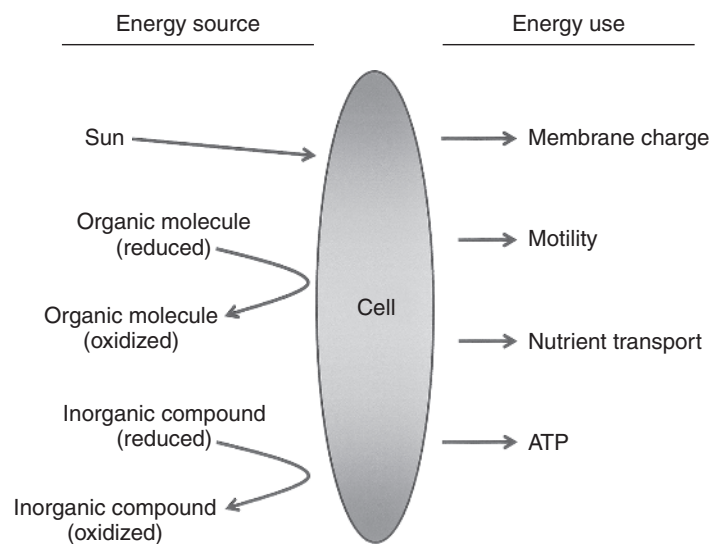 Energy source
Energy use
Sun
Membrane charge
Organic molecule
(reduced)
Motility
Organic molecule
(oxidized)
Cell
Nutrient transport
Inorganic compound
(reduced)
ATP
Inorganic compound
(oxidized)